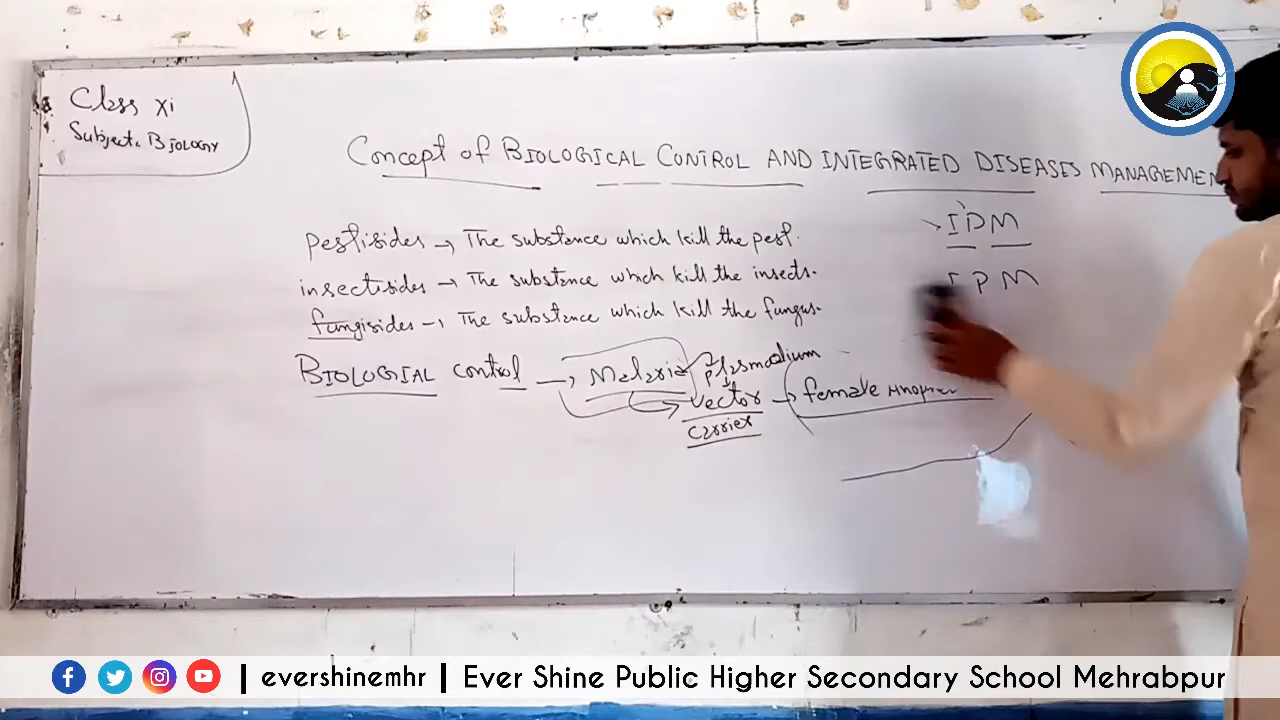 Class xi
Subject: BIOLOGY
Concept of BIOLOGICAL CONTROL AND INTEGRATED DISEASES MANAGEMEN
IDM
IPM
pestisides → The substance which kill the pest.
insectisides → The substance which kill the insects.
fungisides → The substance which kill the fungus.
BIOLOGIAL control → Malaria plasmodium
vector → female
carrier
| evershinemhr | Ever Shine Public Higher Secondary School Mehrabpur